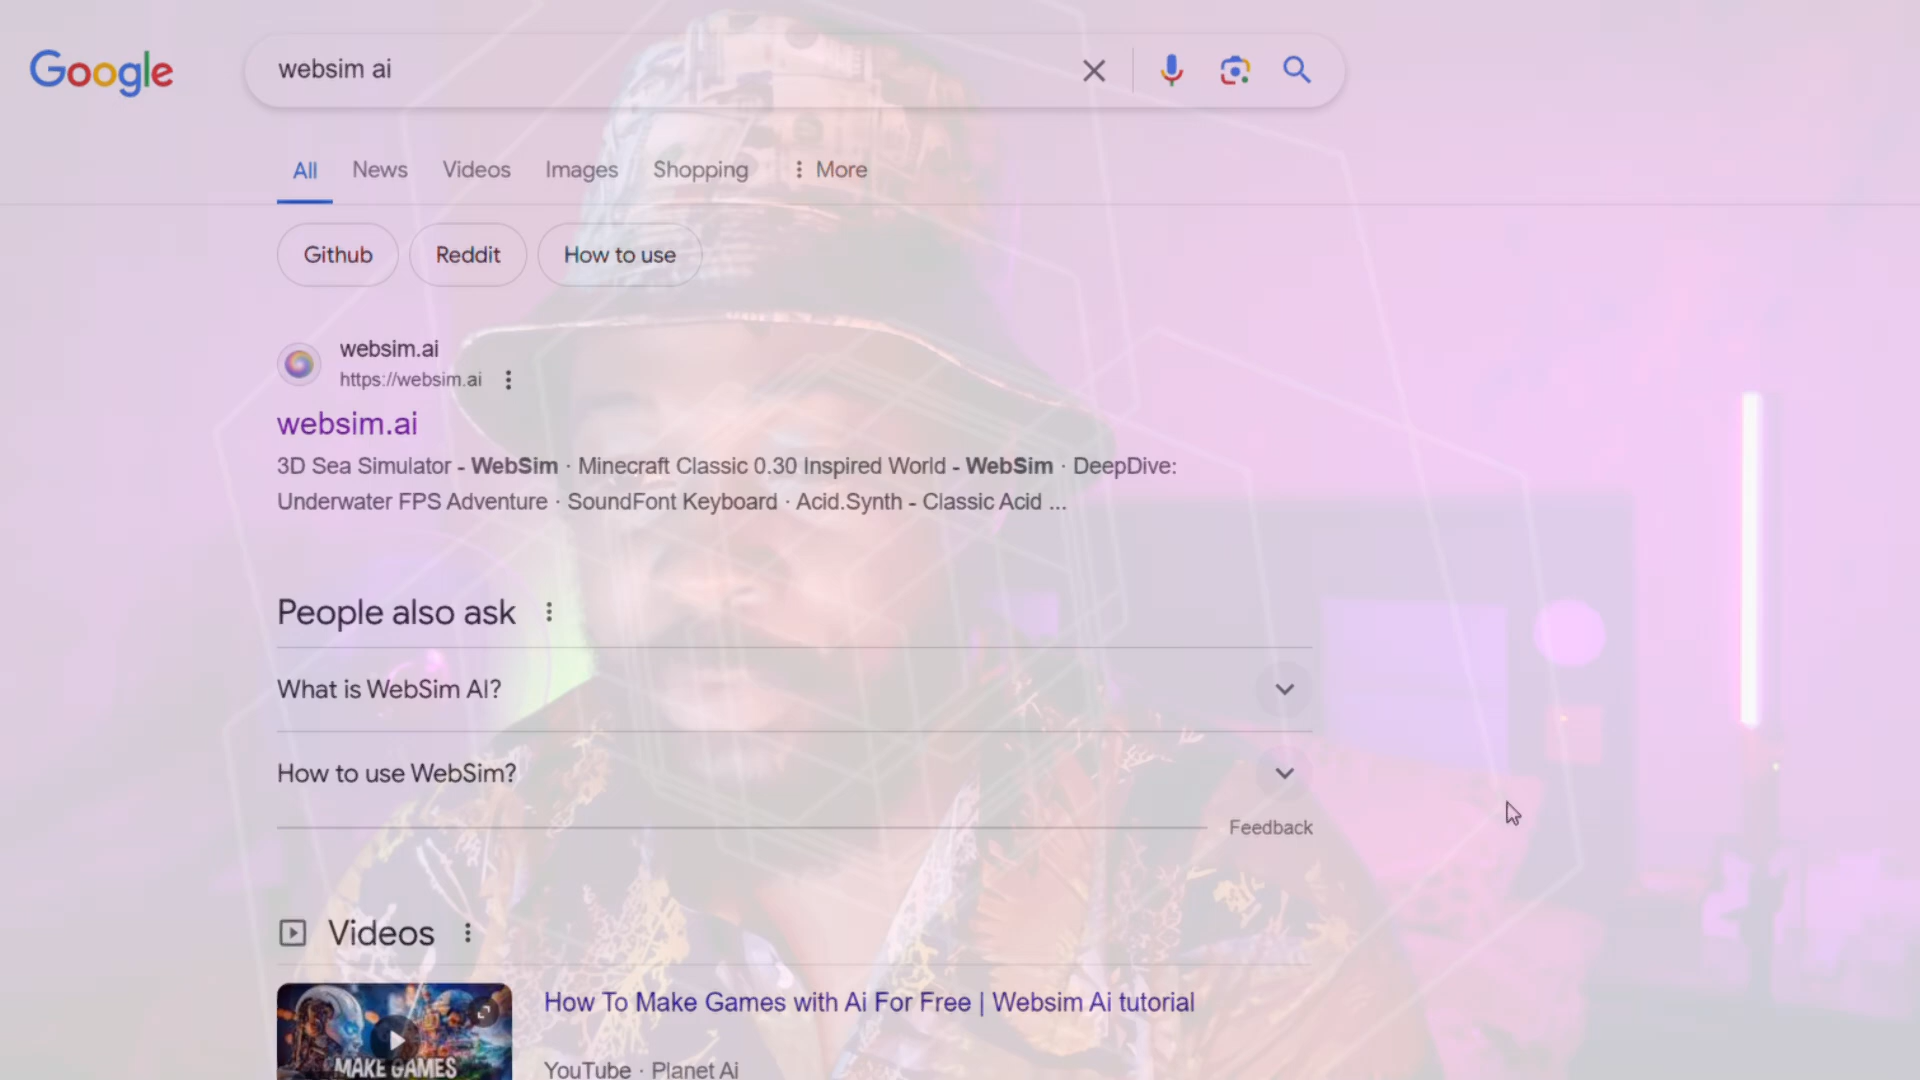 Google
websim ai
All News Videos Images Shopping More
Github Reddit How to use
websim.ai
https://websim.ai
websim.ai
3D Sea Simulator - WebSim · Minecraft Classic 0.30 Inspired World - WebSim · DeepDive:
Underwater FPS Adventure · SoundFont Keyboard · Acid.Synth - Classic Acid ...
People also ask
What is WebSim AI?
How to use WebSim?
Feedback
Videos
How To Make Games with Ai For Free | Websim Ai tutorial
MAKE GAMES
YouTube · Planet Ai